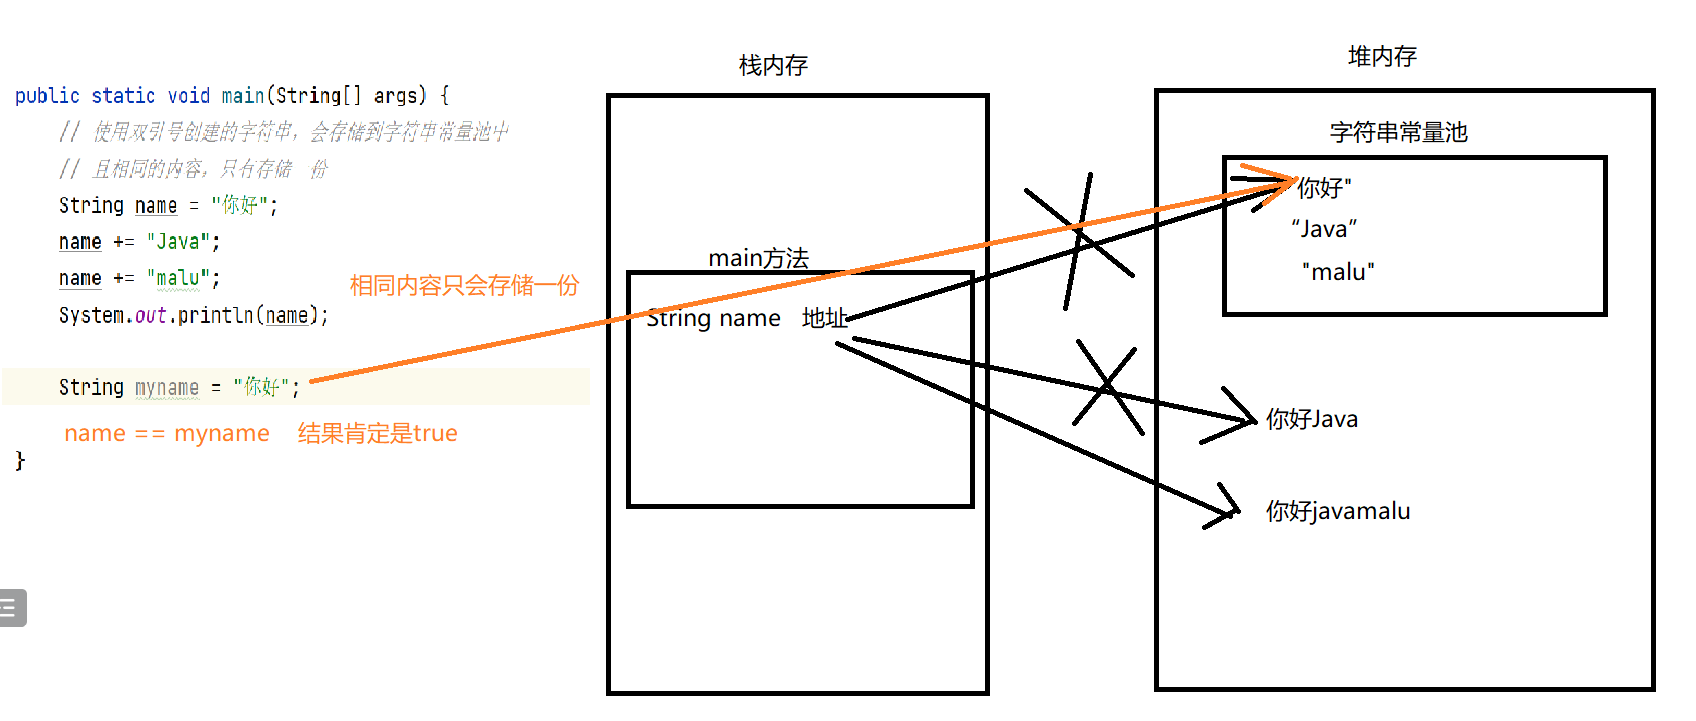 public static void main(String[] args) {
// 使用双引号创建的字符串，会存储到字符串常量池中
// 且相同的内容，只有存储 份
String name = "你好";
name += "Java";
name += "malu";
System.out.println(name);
String myname = "你好";
name == myname 结果肯定是true
}
相同内容只会存储一份
栈内存
main方法
String name 地址
堆内存
字符串常量池
"你好"
“Java”
"malu"
你好Java
你好javamalu